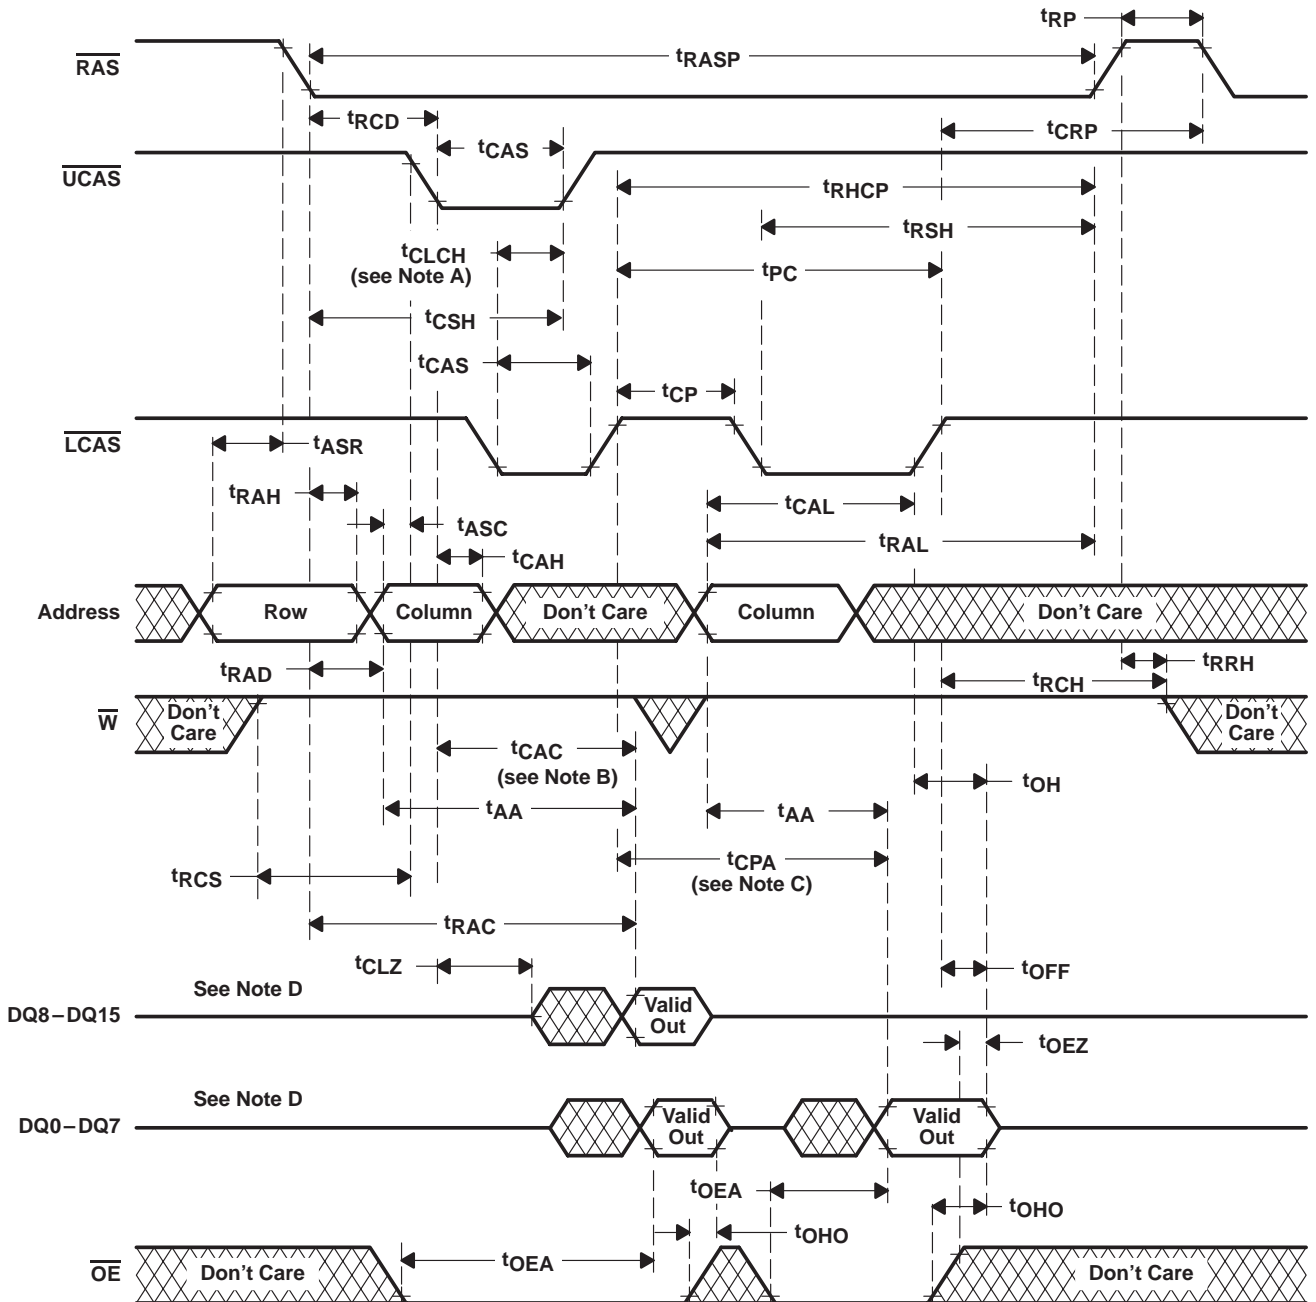 tRP
RAS
tRASP
tRCD
tCRP
tCAS
UCAS
tRHCP
tRSH
tCLCH
(see Note A)
tPC
tCSH
tCAS
tCP
LCAS
tASR
tRAH
tCAL
tASC
tRAL
tCAH
Address
Row
Column
Don't Care
Column
Don't Care
tRAD
tRRH
tRCH
W
Don't
Care
Don't
Care
tCAC
(see Note B)
tOH
tAA
tAA
tCPA
(see Note C)
tRCS
tRAC
tCLZ
tOFF
See Note D
DQ8–DQ15
Valid
Out
tOEZ
See Note D
DQ0–DQ7
Valid
Out
Valid
Out
tOEA
tOHO
tOHO
tOEA
OE
Don't Care
Don't Care